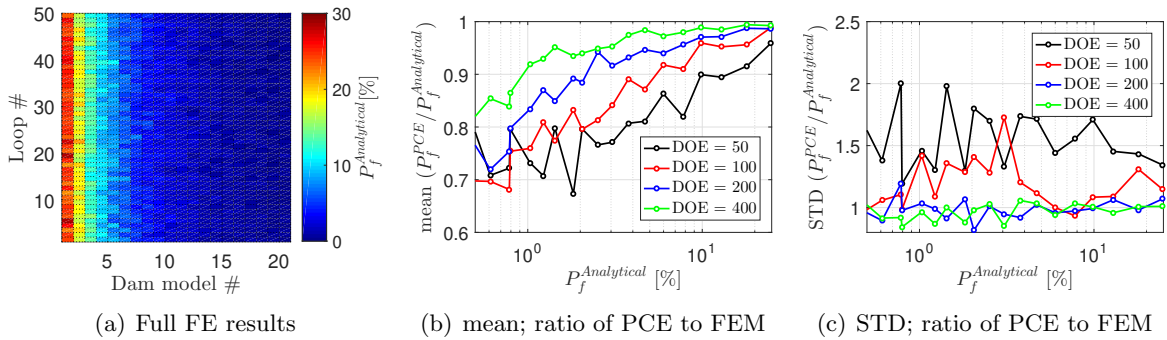 50
40
30
20
10
Loop #
5 10 15 20
Dam model #
30
20
10
0
P_f^{Analytical} [%]
(a) Full FE results
1
0.9
0.8
0.7
0.6
mean (P_f^{PCE}/P_f^{Analytical})
DOE = 50
DOE = 100
DOE = 200
DOE = 400
10^0 10^1
P_f^{Analytical} [%]
(b) mean; ratio of PCE to FEM
2.5
2
1.5
1
STD (P_f^{PCE}/P_f^{Analytical})
DOE = 50
DOE = 100
DOE = 200
DOE = 400
10^0 10^1
P_f^{Analytical} [%]
(c) STD; ratio of PCE to FEM